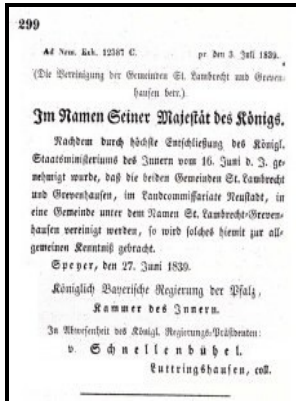 299
Ad Num. Exh. 12387 C. pr. den 3. Juli 1839.
(Die Vereinigung der Gemeinden St. Lambrecht und Greven-
hausen betr.)
Im Namen Seiner Majestät des Königs.
Nachdem durch höchste Entschließung des Königl.
Staatsministeriums des Innern vom 16. Juni d. J. ge-
nehmigt wurde, daß die beiden Gemeinden St. Lambrecht
und Grevenhausen, im Landcommissariate Neustadt, in
eine Gemeinde unter dem Namen St. Lambrecht-Greven-
hausen vereinigt werden, so wird solches hiemit zur all-
gemeinen Kenntniß gebracht.
Speyer, den 27. Juni 1839.
Königlich Bayerische Regierung der Pfalz,
Kammer des Innern.
In Abwesenheit des Königl. Regierungs-Präsidenten:
v. Schnellenbühel.
Luttringshausen, coll.